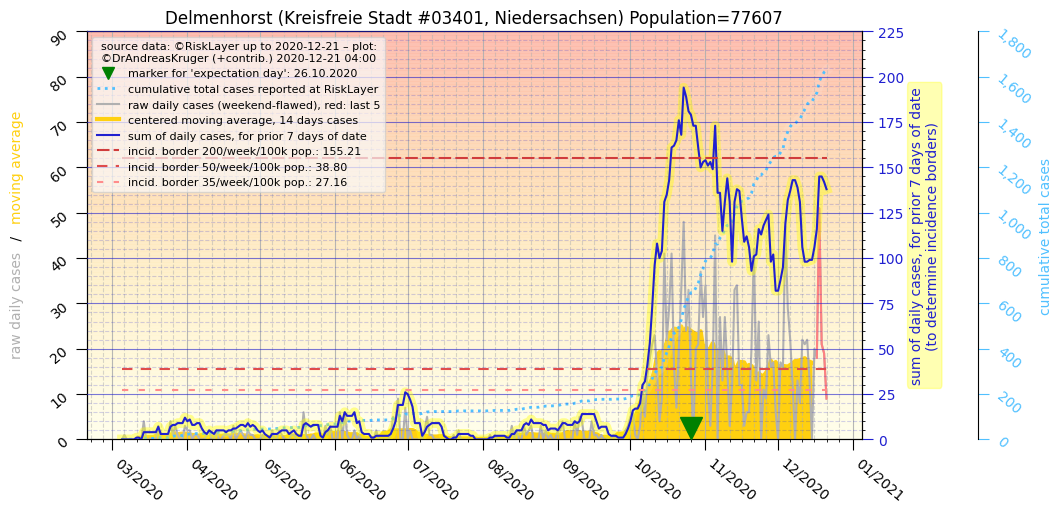 Delmenhorst (Kreisfreie Stadt #03401, Niedersachsen) Population=77607
source data: ©RiskLayer up to 2020-12-21 – plot:
©DrAndreasKruger (+contrib.) 2020-12-21 04:00
marker for 'expectation day': 26.10.2020
cumulative total cases reported at RiskLayer
raw daily cases (weekend-flawed), red: last 5
centered moving average, 14 days cases
sum of daily cases, for prior 7 days of date
incid. border 200/week/100k pop.: 155.21
incid. border 50/week/100k pop.: 38.80
incid. border 35/week/100k pop.: 27.16
raw daily cases / moving average
90
80
70
60
50
40
30
20
10
0
225
200
175
150
125
100
75
50
25
0
sum of daily cases, for prior 7 days of date
(to determine incidence borders)
1,800
1,600
1,400
1,200
1,000
800
600
400
200
0
cumulative total cases
03/2020
04/2020
05/2020
06/2020
07/2020
08/2020
09/2020
10/2020
11/2020
12/2020
01/2021